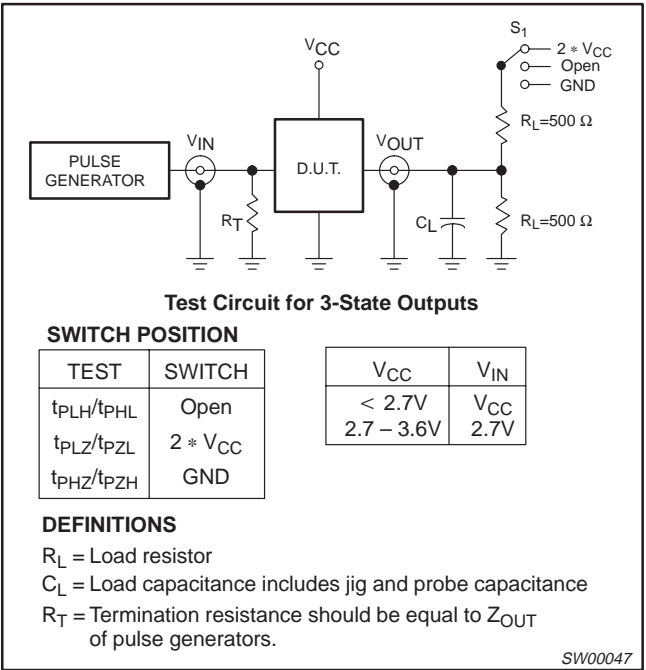 S1
2 * VCC
Open
GND
VCC
RL=500 Ω
VIN
VOUT
PULSE
GENERATOR
D.U.T.
RT
CL
RL=500 Ω
Test Circuit for 3-State Outputs
SWITCH POSITION
TEST SWITCH
tPLH/tPHL Open
tPLZ/tPZL 2 * VCC
tPHZ/tPZH GND
VCC VIN
< 2.7V VCC
2.7 – 3.6V 2.7V
DEFINITIONS
RL = Load resistor
CL = Load capacitance includes jig and probe capacitance
RT = Termination resistance should be equal to ZOUT
of pulse generators.
SW00047